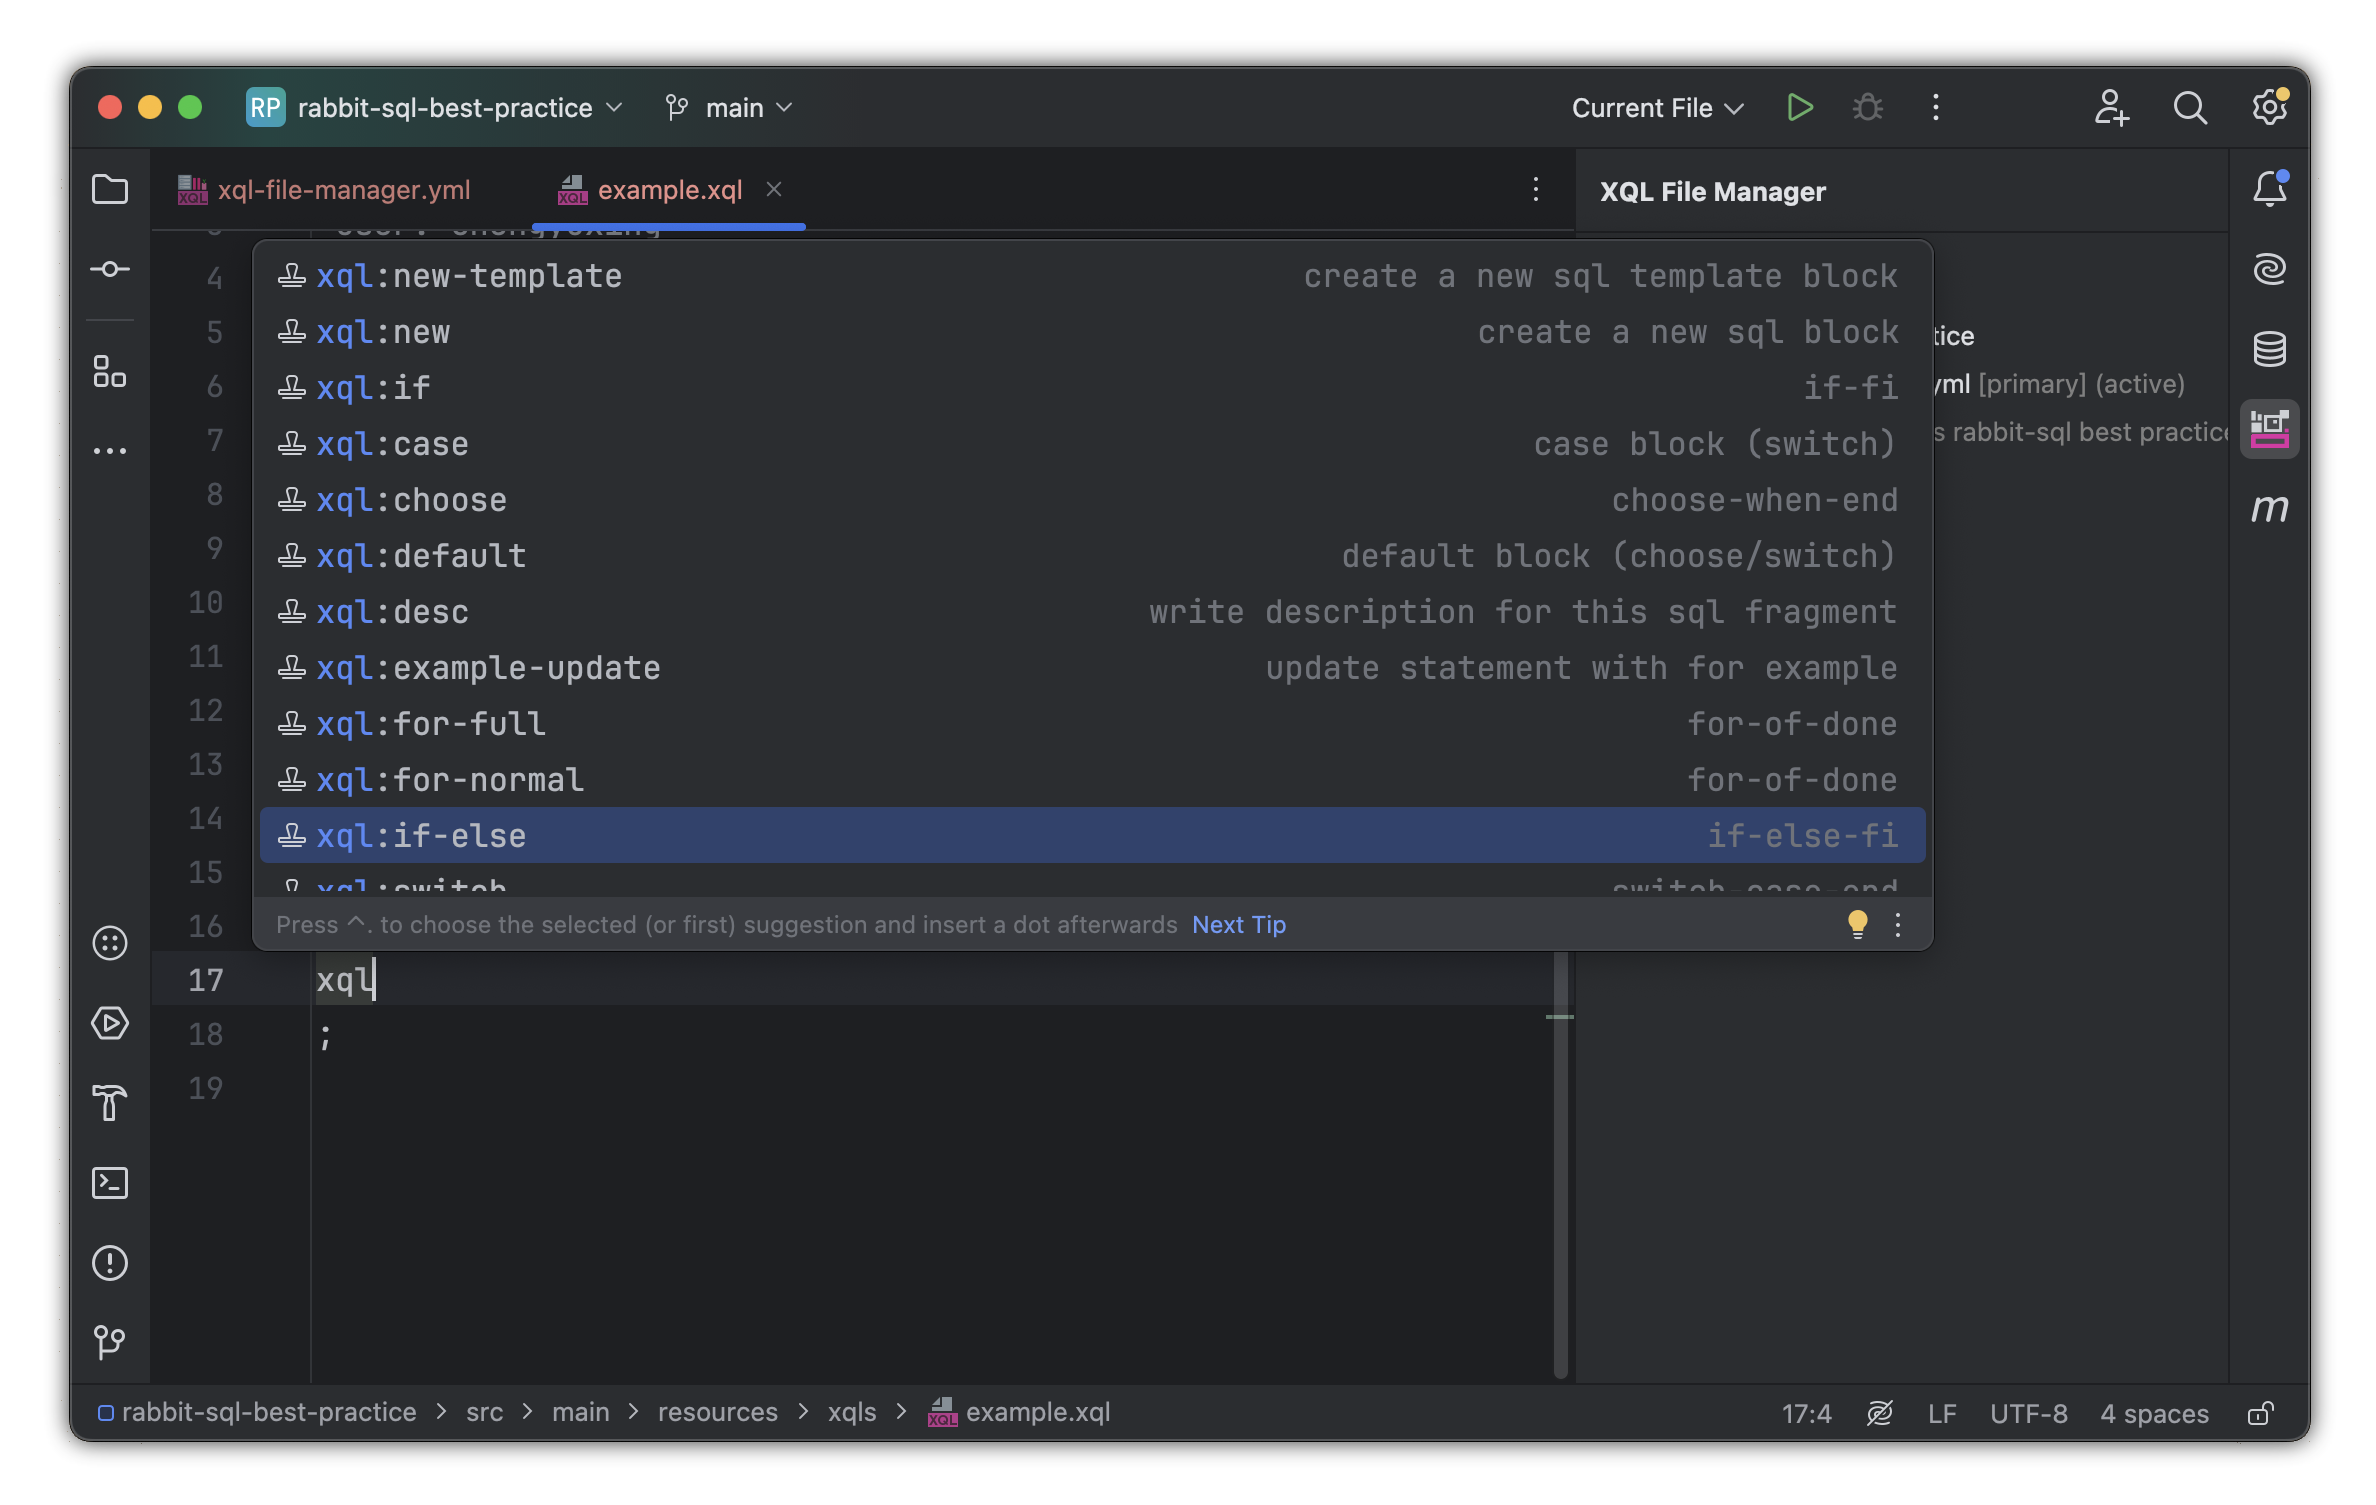 RP rabbit-sql-best-practice main Current File
xql-file-manager.yml example.xql XQL File Manager
4
5
6
7
8
9
10
11
12
13
14
15
16
xql:new-template create a new sql template block
xql:new create a new sql block
xql:if if-fi
xql:case case block (switch)
xql:choose choose-when-end
xql:default default block (choose/switch)
xql:desc write description for this sql fragment
xql:example-update update statement with for example
xql:for-full for-of-done
xql:for-normal for-of-done
xql:if-else if-else-fi
xql:switch switch-case-end
Press ^. to choose the selected (or first) suggestion and insert a dot afterwards Next Tip
17 xql
18 ;
19
tice
yml [primary] (active)
s rabbit-sql best practice
m
rabbit-sql-best-practice > src > main > resources > xqls > example.xql 17:4 LF UTF-8 4 spaces